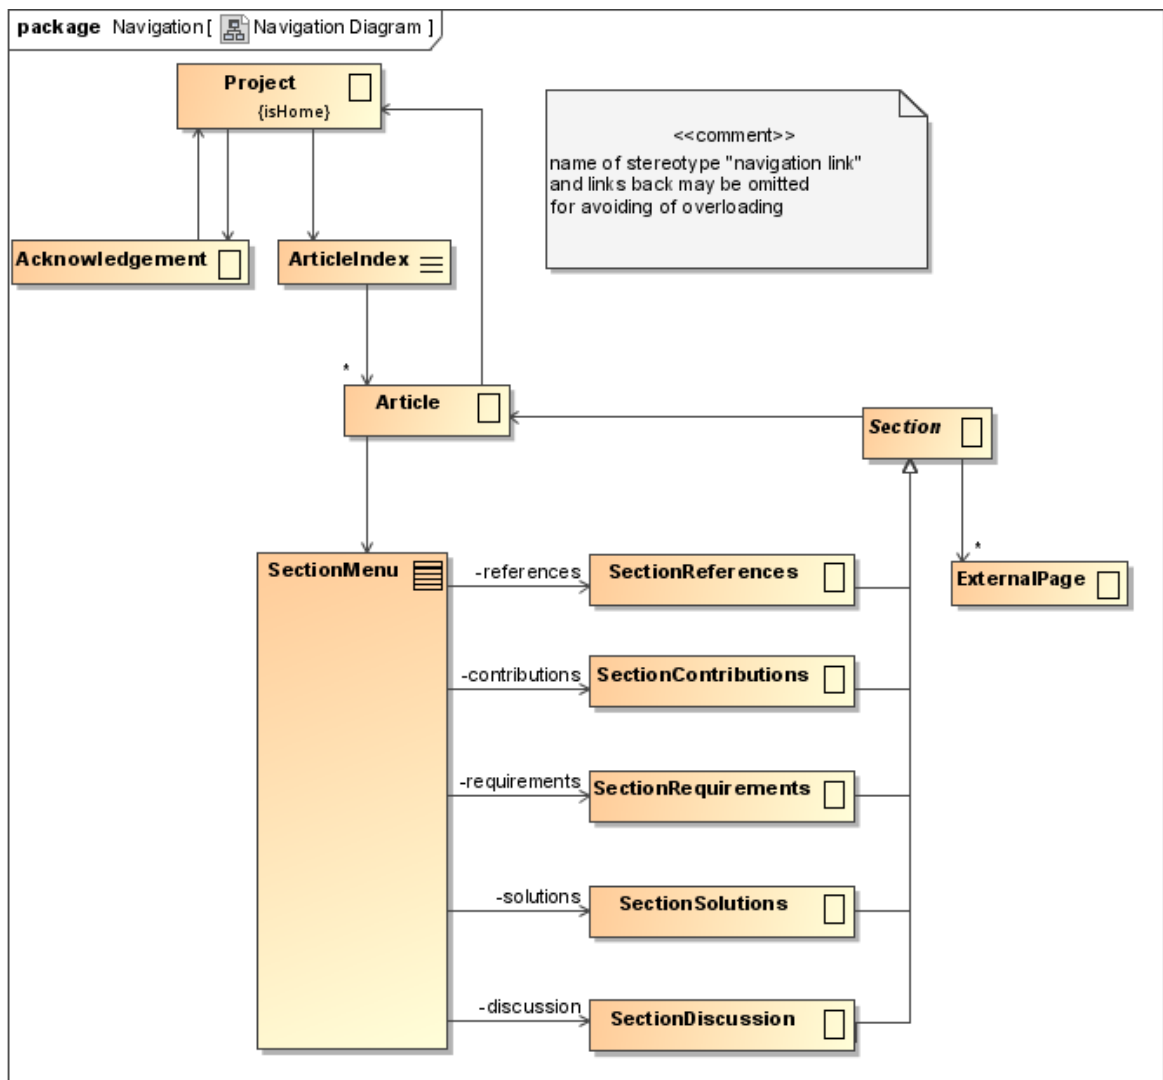 package Navigation [ Navigation Diagram ]
Project
{isHome}
<<comment>>
name of stereotype "navigation link"
and links back may be omitted
for avoiding of overloading
Acknowledgement
ArticleIndex
*
Article
Section
SectionMenu
-references
SectionReferences
*
ExternalPage
-contributions
SectionContributions
-requirements
SectionRequirements
-solutions
SectionSolutions
-discussion
SectionDiscussion